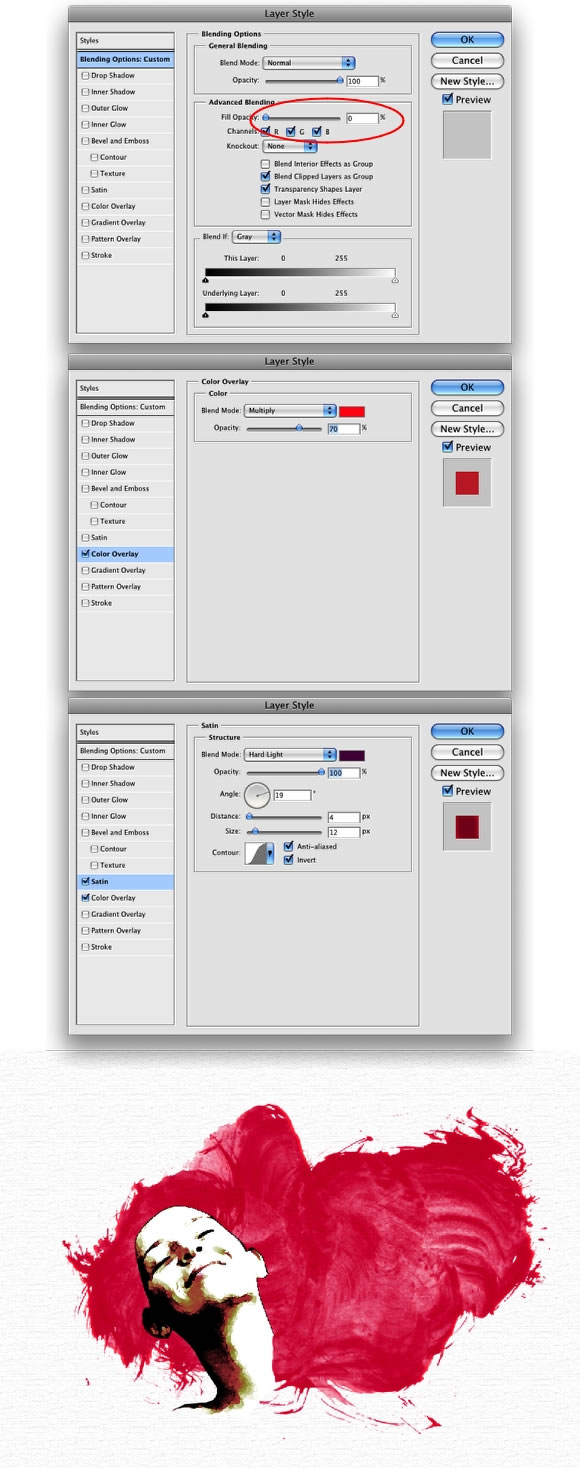 Layer Style
Styles
Blending Options: Custom
Drop Shadow
Inner Shadow
Outer Glow
Inner Glow
Bevel and Emboss
Contour
Texture
Satin
Color Overlay
Gradient Overlay
Pattern Overlay
Stroke
Blending Options
General Blending
Blend Mode: Normal
Opacity: 100 %
Advanced Blending
Fill Opacity: 0 %
Channels: R G B
Knockout: None
Blend Interior Effects as Group
Blend Clipped Layers as Group
Transparency Shapes Layer
Layer Mask Hides Effects
Vector Mask Hides Effects
Blend If: Gray
This Layer: 0 255
Underlying Layer: 0 255
OK
Cancel
New Style...
Preview
Layer Style
Styles
Blending Options: Custom
Drop Shadow
Inner Shadow
Outer Glow
Inner Glow
Bevel and Emboss
Contour
Texture
Satin
Color Overlay
Gradient Overlay
Pattern Overlay
Stroke
Color Overlay
Color
Blend Mode: Multiply
Opacity: 70 %
OK
Cancel
New Style...
Preview
Layer Style
Styles
Blending Options: Custom
Drop Shadow
Inner Shadow
Outer Glow
Inner Glow
Bevel and Emboss
Contour
Texture
Satin
Color Overlay
Gradient Overlay
Pattern Overlay
Stroke
Satin
Structure
Blend Mode: Hard Light
Opacity: 100 %
Angle: 19 °
Distance: 4 px
Size: 12 px
Contour: Anti-aliased
Invert
OK
Cancel
New Style...
Preview